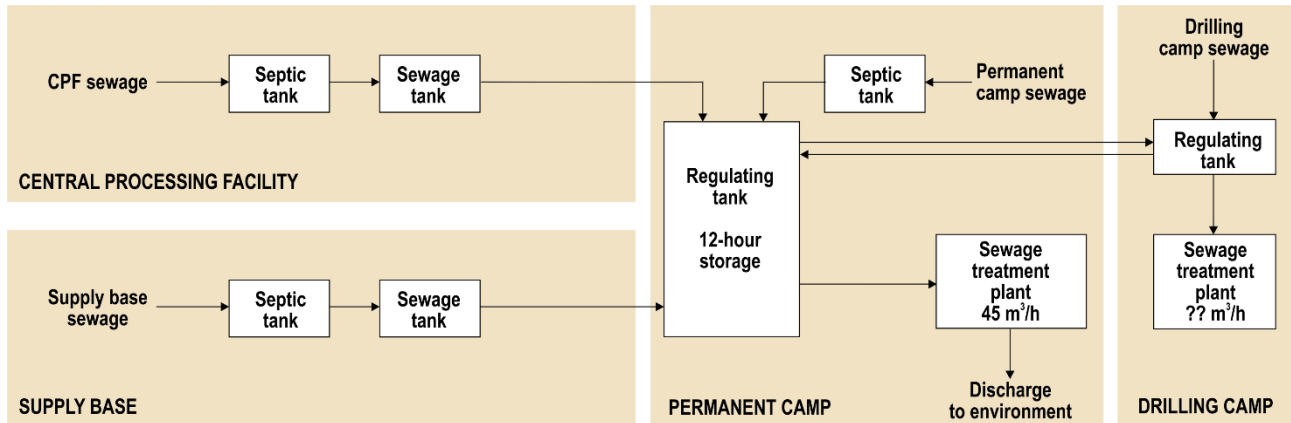 CPF sewage
Septic
tank
Sewage
tank
CENTRAL PROCESSING FACILITY
Supply base
sewage
Septic
tank
Sewage
tank
SUPPLY BASE
Septic
tank
Permanent
camp sewage
Regulating
tank
12-hour
storage
Sewage
treatment
plant
45 m³/h
Discharge
to environment
PERMANENT CAMP
Drilling
camp sewage
Regulating
tank
Sewage
treatment
plant
?? m³/h
DRILLING CAMP